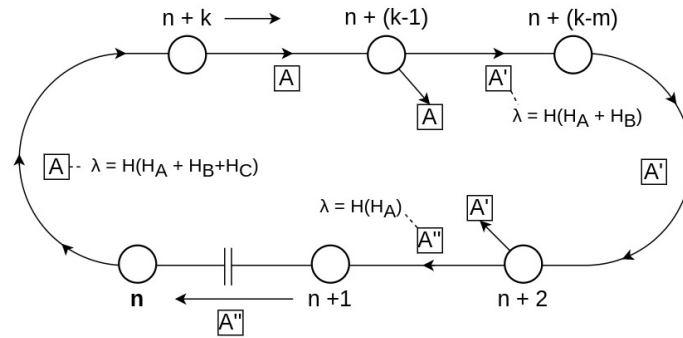 n + k
n + (k-1)
n + (k-m)
A
A'
A
λ = H(H_A + H_B)
A
λ = H(H_A + H_B+H_C)
A'
λ = H(H_A)
A'
A"
n
n +1
n + 2
A"